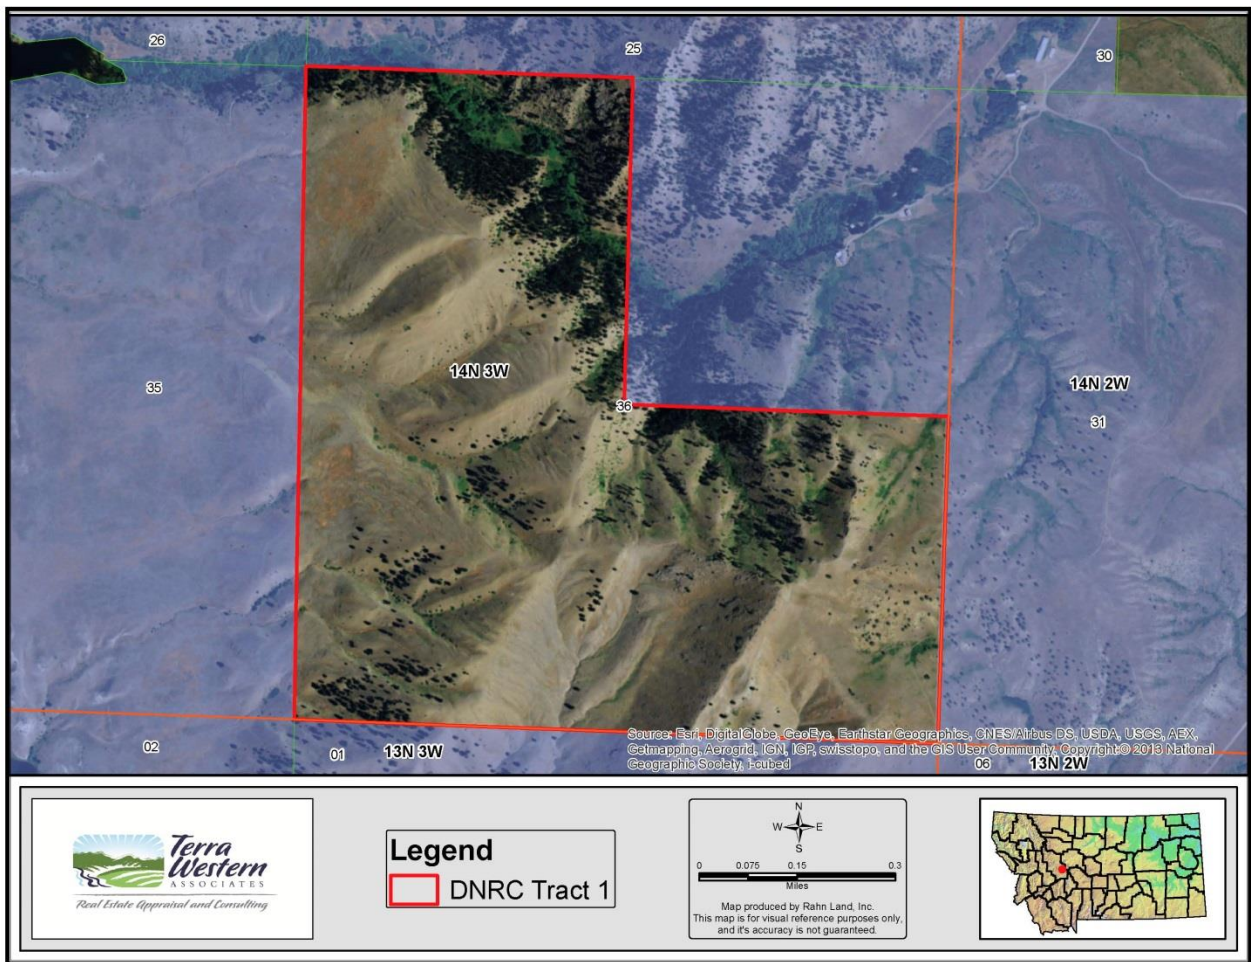 26
25
30
14N 3W
35
14N 2W
36
31
02
01
13N 3W
Source: Esri, DigitalGlobe, GeoEye, Earthstar Geographics, CNES/Airbus DS, USDA, USGS, AEX,
Getmapping, Aerogrid, IGN, IGP, swisstopo, and the GIS User Community, Copyright:© 2013 National
Geographic Society, i-cubed
06
13N 2W
Terra
Western
ASSOCIATES
Real Estate Appraisal and Consulting
Legend
DNRC Tract 1
N
W E
S
0 0.075 0.15 0.3
Miles
Map produced by Rahn Land, Inc.
This map is for visual reference purposes only,
and it's accuracy is not guaranteed.